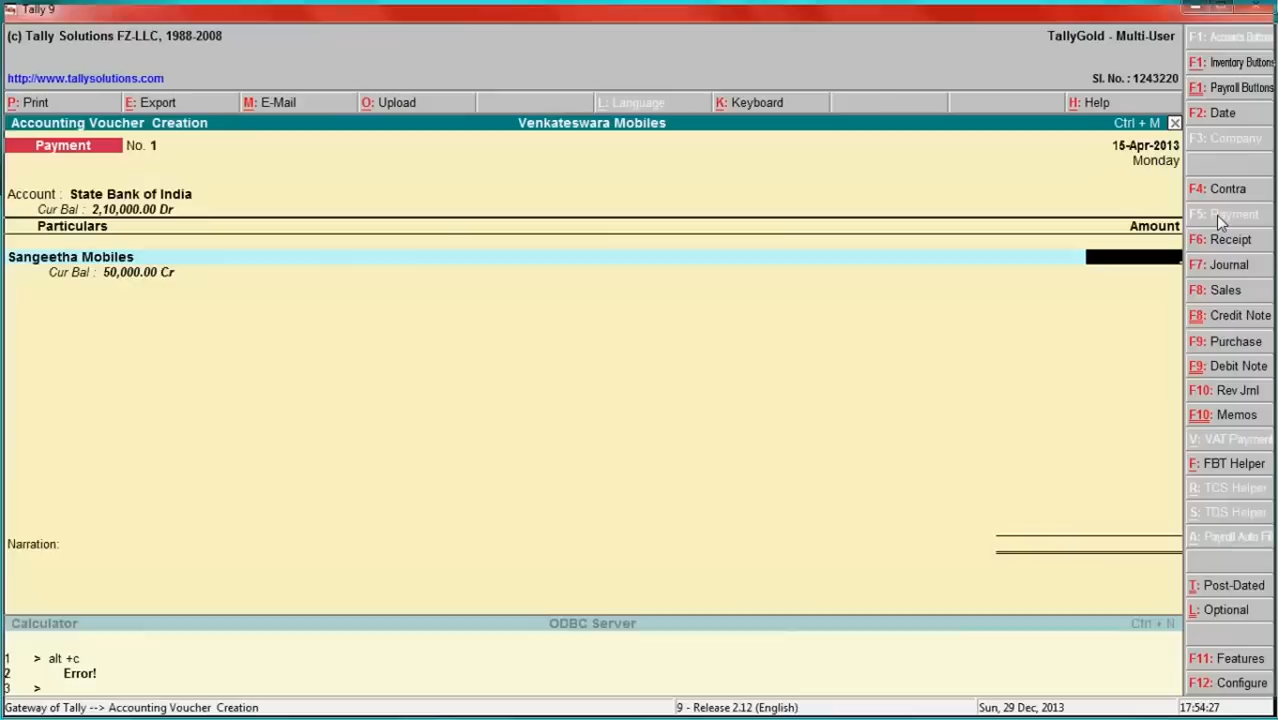 Tally 9
(c) Tally Solutions FZ-LLC, 1988-2008
TallyGold - Multi-User
http://www.tallysolutions.com
Sl. No. : 1243220
P: Print
E: Export
M: E-Mail
O: Upload
L: Language
K: Keyboard
H: Help
Accounting Voucher Creation
Venkateswara Mobiles
Ctrl + M
Payment No. 1
15-Apr-2013
Monday
Account : State Bank of India
Cur Bal : 2,10,000.00 Dr
Particulars
Amount
Sangeetha Mobiles
Cur Bal : 50,000.00 Cr
Narration:
Calculator
ODBC Server
Ctrl + N
1 > alt +c
2 Error!
3 >
Gateway of Tally --> Accounting Voucher Creation
9 - Release 2.12 (English)
Sun, 29 Dec, 2013
17:54:27
F1: Accounts Buttons
F1: Inventory Buttons
F1: Payroll Buttons
F2: Date
F3: Company
F4: Contra
F5: Payment
F6: Receipt
F7: Journal
F8: Sales
F8: Credit Note
F9: Purchase
F9: Debit Note
F10: Rev Jrnl
F10: Memos
V: VAT Payment
F: FBT Helper
R: TCS Helper
S: TDS Helper
A: Payroll Auto Fil
T: Post-Dated
L: Optional
F11: Features
F12: Configure